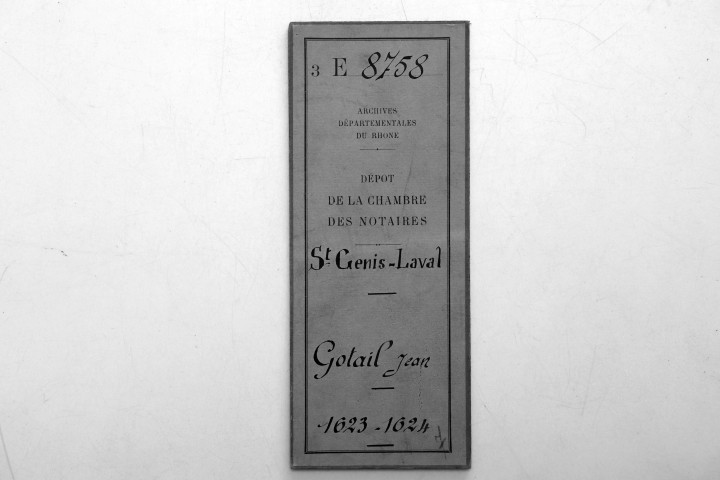 3 E 8758
ARCHIVES
DÉPARTEMENTALES
DU RHONE
DÉPOT
DE LA CHAMBRE
DES NOTAIRES
St Genis-Laval
Gotail Jean
1623-1624